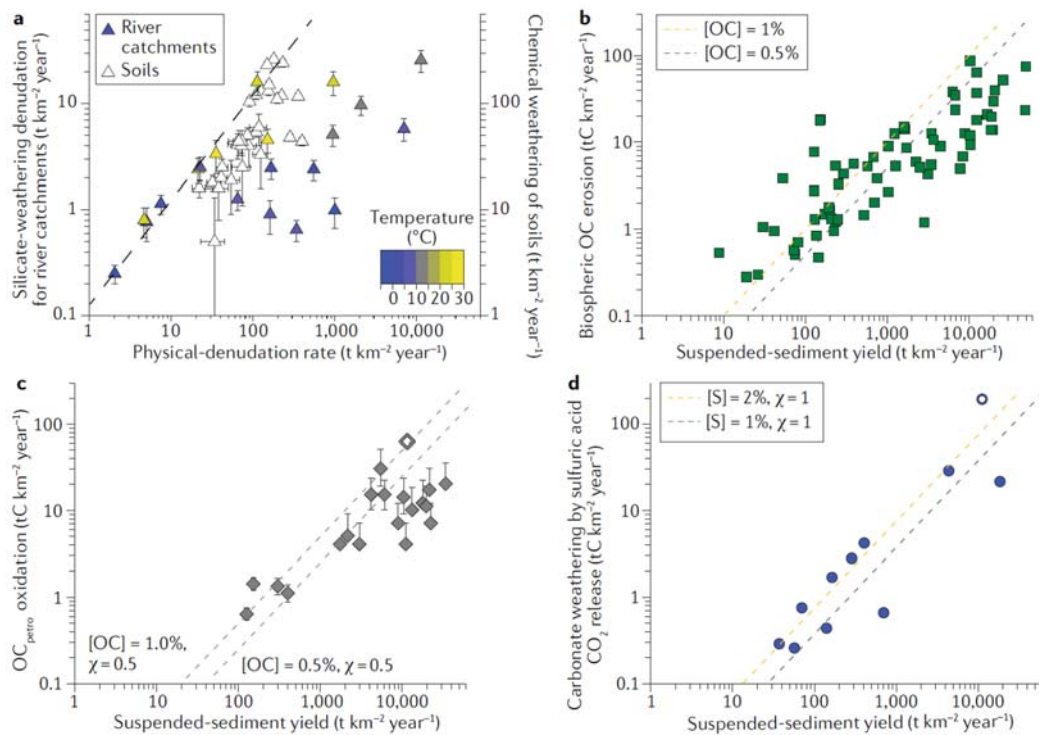 a
River
catchments
Soils
Silicate-weathering denudation
for river catchments (t km⁻² year⁻¹)
10
1
0.1
Chemical weathering of soils (t km⁻² year⁻¹)
100
10
1
Temperature
(°C)
0 10 20 30
1 10 100 1,000 10,000
Physical-denudation rate (t km⁻² year⁻¹)
b
[OC] = 1%
[OC] = 0.5%
Biospheric OC erosion (tC km⁻² year⁻¹)
100
10
1
0.1
1 10 100 1,000 10,000
Suspended-sediment yield (t km⁻² year⁻¹)
c
OCpetro oxidation (tC km⁻² year⁻¹)
100
10
1
0.1
[OC] = 1.0%,
χ = 0.5
[OC] = 0.5%, χ = 0.5
1 10 100 1,000 10,000
Suspended-sediment yield (t km⁻² year⁻¹)
d
[S] = 2%, χ = 1
[S] = 1%, χ = 1
Carbonate weathering by sulfuric acid
CO₂ release (tC km⁻² year⁻¹)
100
10
1
0.1
1 10 100 1,000 10,000
Suspended-sediment yield (t km⁻² year⁻¹)